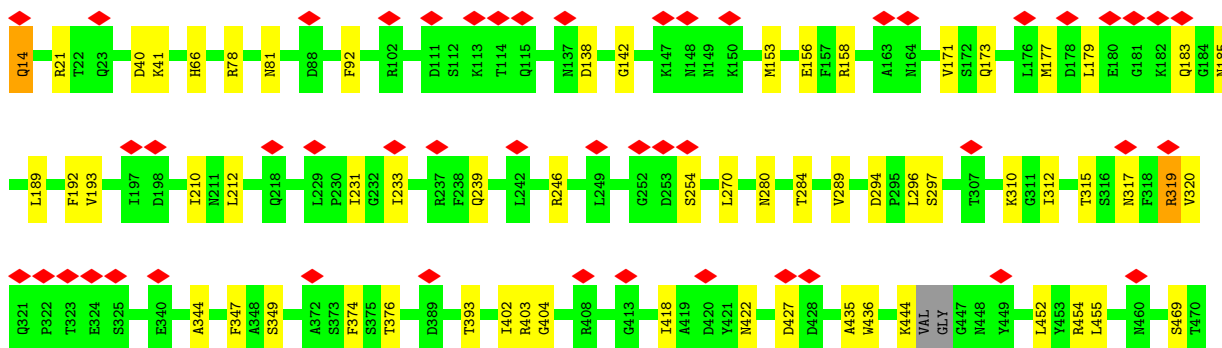 Q14 R21 T22 Q23 D40 K41 H66 R78 N81 D88 F92 R102 D111 S112 K113 T114 Q115 N137 D138 G142 K147 N148 N149 K150 M153 E156 F157 R158 A163 N164 V171 S172 Q173 L176 M177 D178 L179 E180 G181 K182 Q183 G184 N185
L189 F192 V193 I197 D198 I210 N211 L212 Q218 L229 P230 I231 G232 I233 R237 F238 Q239 L242 R246 L249 G252 D253 S254 L270 N280 T284 V289 D294 P295 L296 S297 T307 K310 G311 I312 T315 S316 N317 F318 R319 V320
Q321 P322 T323 E324 S325 E340 A344 F347 A348 S349 A372 S373 F374 S375 T376 D389 T393 I402 R403 G404 R408 G413 I418 A419 D420 Y421 N422 D427 D428 A435 W436 K444 VAL GLY G447 N448 Y449 L452 Y453 R454 L455 N460 S469 T470